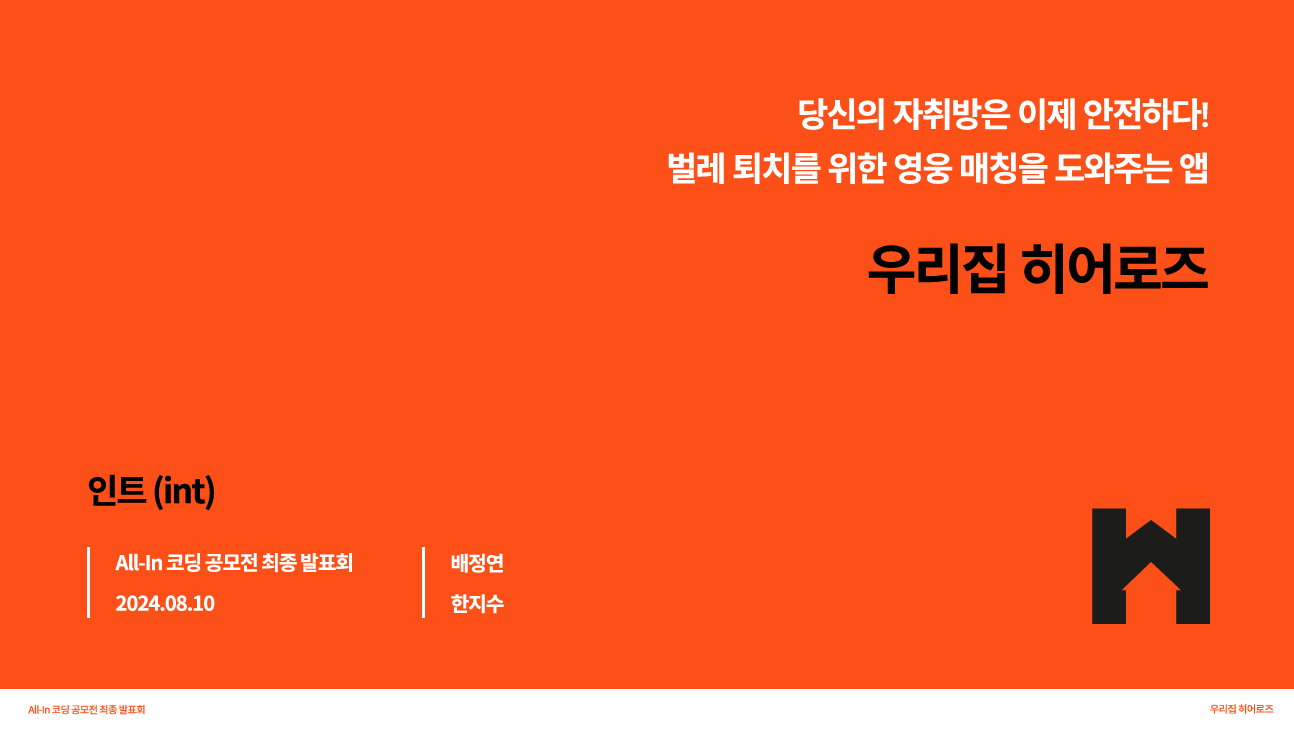 당신의 자취방은 이제 안전하다!
벌레 퇴치를 위한 영웅 매칭을 도와주는 앱
우리집 히어로즈
인트 (int)
All-In 코딩 공모전 최종 발표회
2024.08.10
배정연
한지수
All-In 코딩 공모전 최종 발표회
우리집 히어로즈